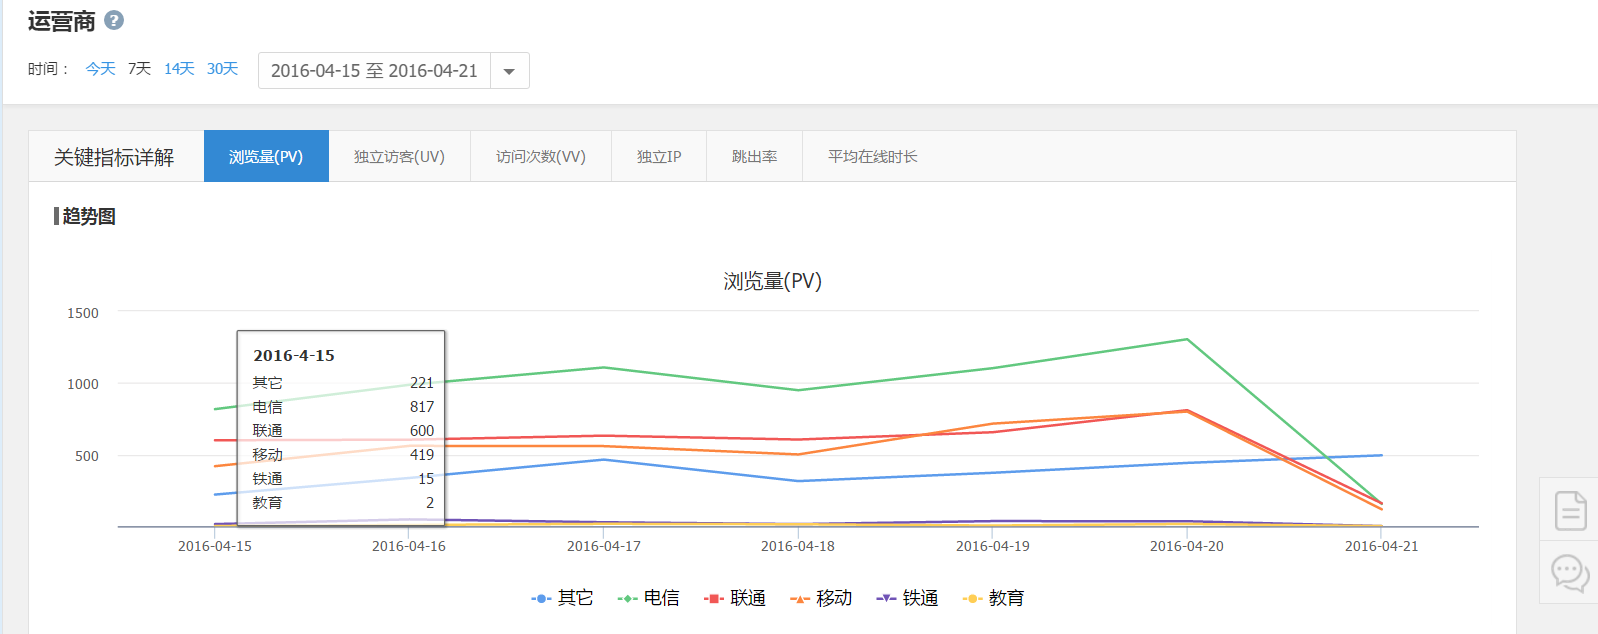 运营商 ?
时间： 今天 7天 14天 30天 2016-04-15 至 2016-04-21
关键指标详解 浏览量(PV) 独立访客(UV) 访问次数(VV) 独立IP 跳出率 平均在线时长
趋势图
浏览量(PV)
1500
1000
500
2016-4-15
其它 221
电信 817
联通 600
移动 419
铁通 15
教育 2
2016-04-15 2016-04-16 2016-04-17 2016-04-18 2016-04-19 2016-04-20 2016-04-21
其它 电信 联通 移动 铁通 教育